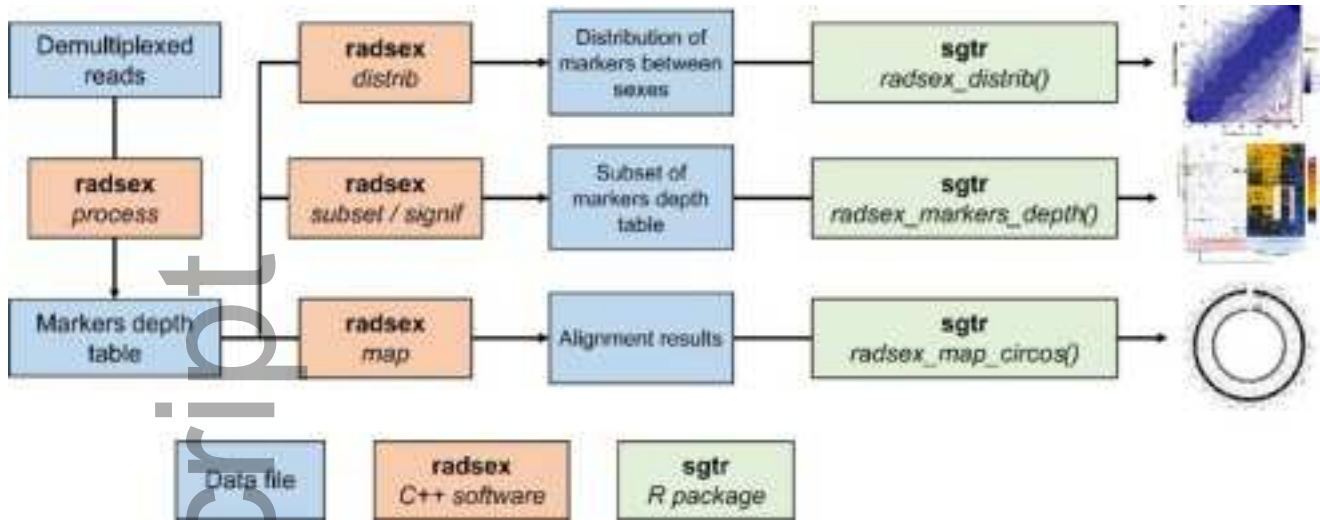 Demultiplexed
reads
radsex
distrib
Distribution of
markers between
sexes
sgtr
radsex_distrib()
radsex
process
radsex
subset / signif
Subset of
markers depth
table
sgtr
radsex_markers_depth()
Markers depth
table
radsex
map
Alignment results
sgtr
radsex_map_circos()
Data file
radsex
C++ software
sgtr
R package
cript